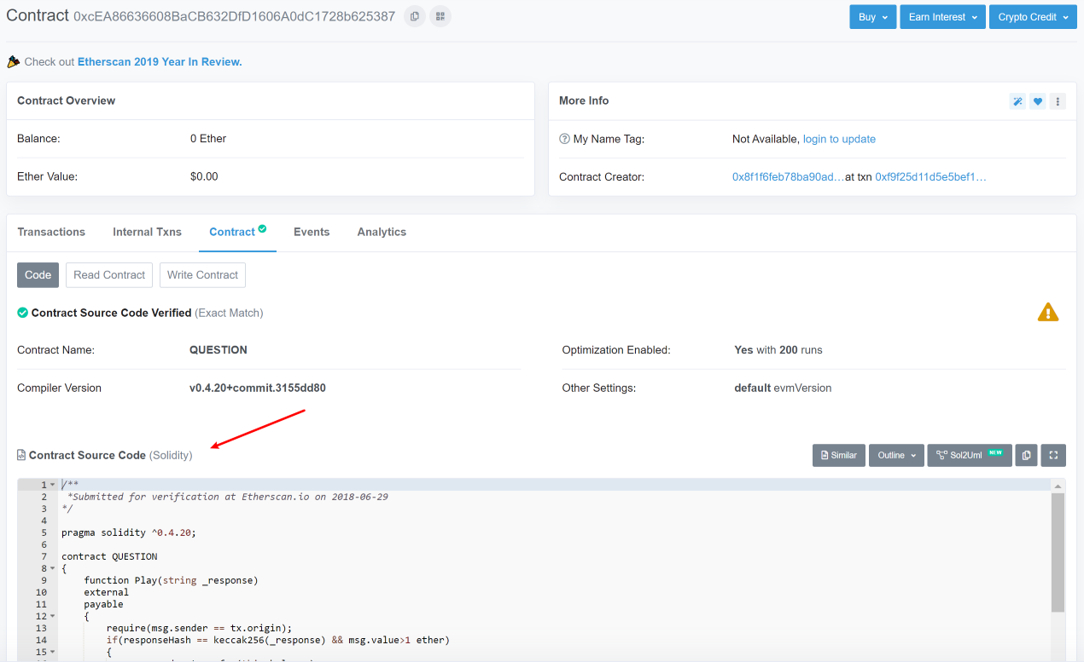 Contract 0xcEA86636608BaCB632DfD1606A0dC1728b625387
Buy Earn Interest Crypto Credit
Check out Etherscan 2019 Year In Review.
Contract Overview
Balance: 0 Ether
Ether Value: $0.00
More Info
My Name Tag: Not Available, login to update
Contract Creator: 0x8f1f6feb78ba90ad...at txn 0xf9f25d11d5e5bef1...
Transactions Internal Txns Contract Events Analytics
Code Read Contract Write Contract
Contract Source Code Verified (Exact Match)
Contract Name: QUESTION
Optimization Enabled: Yes with 200 runs
Compiler Version v0.4.20+commit.3155dd80
Other Settings: default evmVersion
Contract Source Code (Solidity)
Similar Outline Sol2Uml NEW
1 /**
2 *Submitted for verification at Etherscan.io on 2018-06-29
3 */
4
5 pragma solidity ^0.4.20;
6
7 contract QUESTION
8 {
9 function Play(string _response)
10 external
11 payable
12 {
13 require(msg.sender == tx.origin);
14 if(responseHash == keccak256(_response) && msg.value>1 ether)
15 {